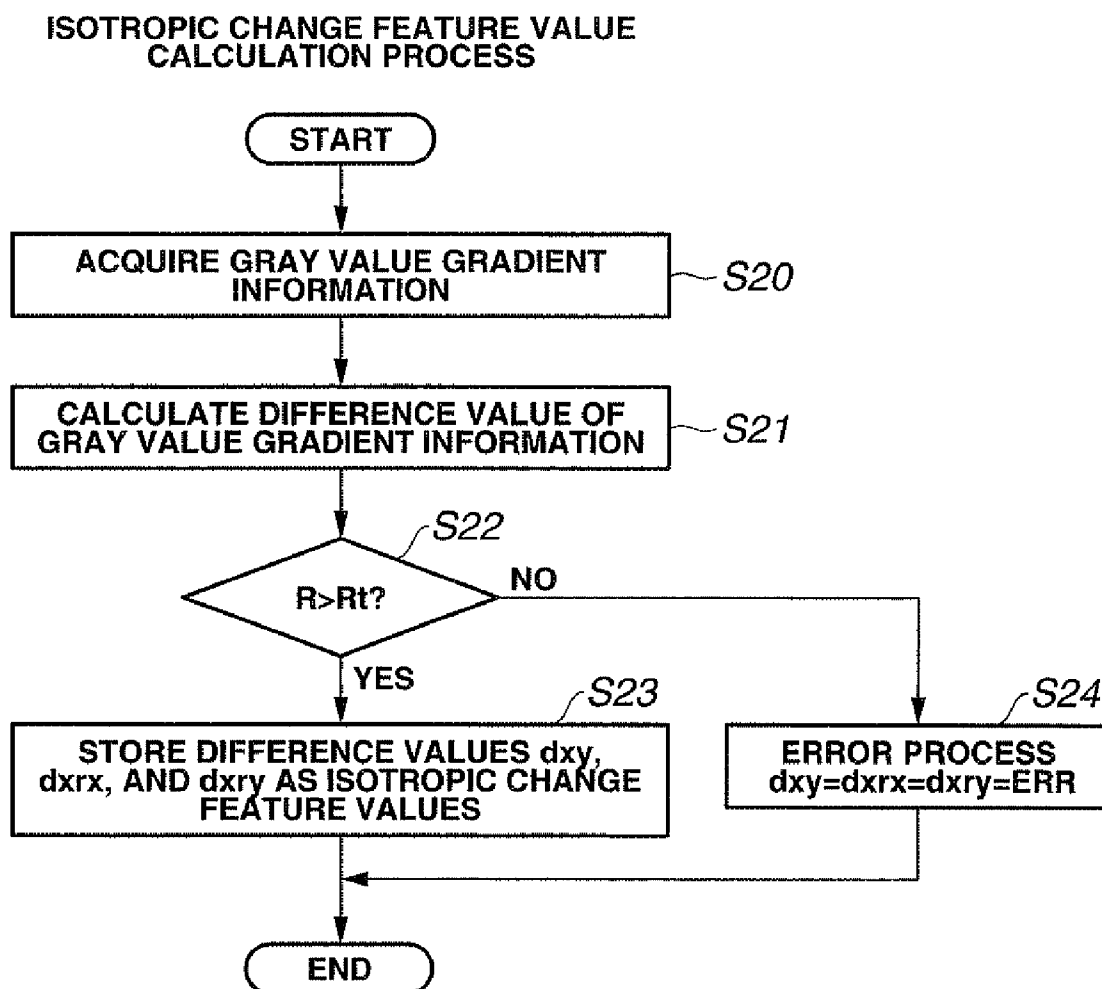 ISOTROPIC CHANGE FEATURE VALUE
CALCULATION PROCESS
START
ACQUIRE GRAY VALUE GRADIENT
INFORMATION
S20
CALCULATE DIFFERENCE VALUE OF
GRAY VALUE GRADIENT INFORMATION
S21
S22
R>Rt?
NO
YES
S23
STORE DIFFERENCE VALUES dxy,
dxrx, AND dxry AS ISOTROPIC CHANGE
FEATURE VALUES
S24
ERROR PROCESS
dxy=dxrx=dxry=ERR
END